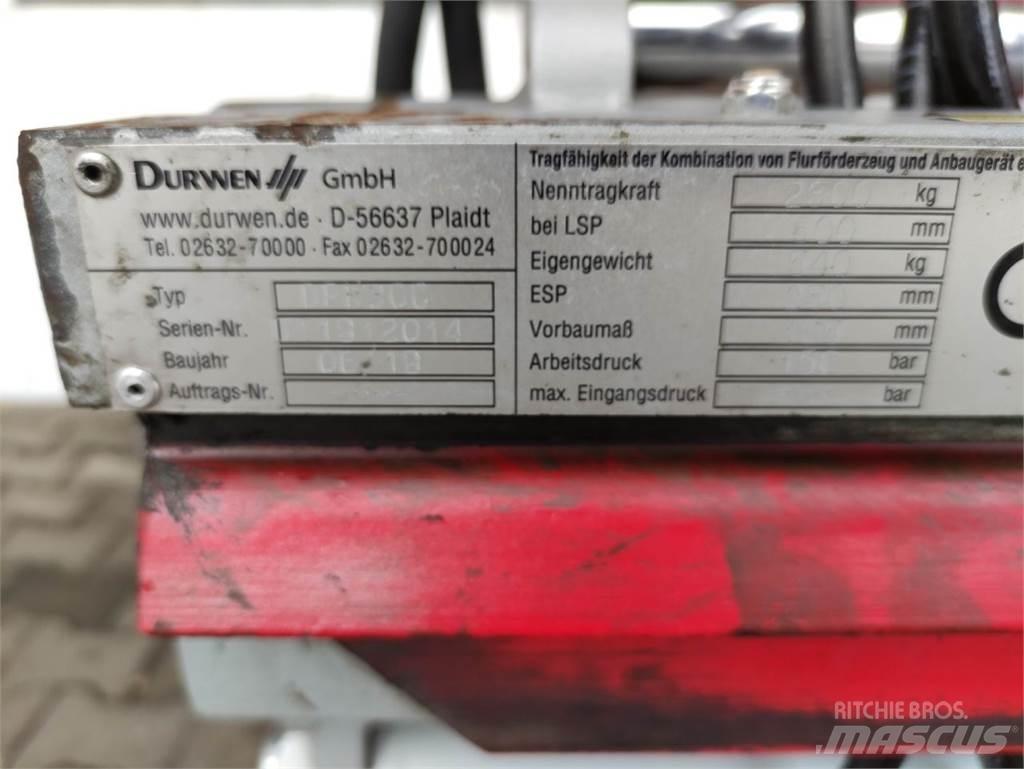 DURWEN GmbH
www.durwen.de · D-56637 Plaidt
Tel. 02632-70000 · Fax 02632-700024
Typ
Serien-Nr. 2014
Baujahr
Auftrags-Nr.
Tragfähigkeit der Kombination von Flurförderzeug und Anbaugerät e
Nenntragkraft kg
bei LSP mm
Eigengewicht kg
ESP mm
Vorbaumaß mm
Arbeitsdruck bar
max. Eingangsdruck bar
RITCHIE BROS.
MASCUS